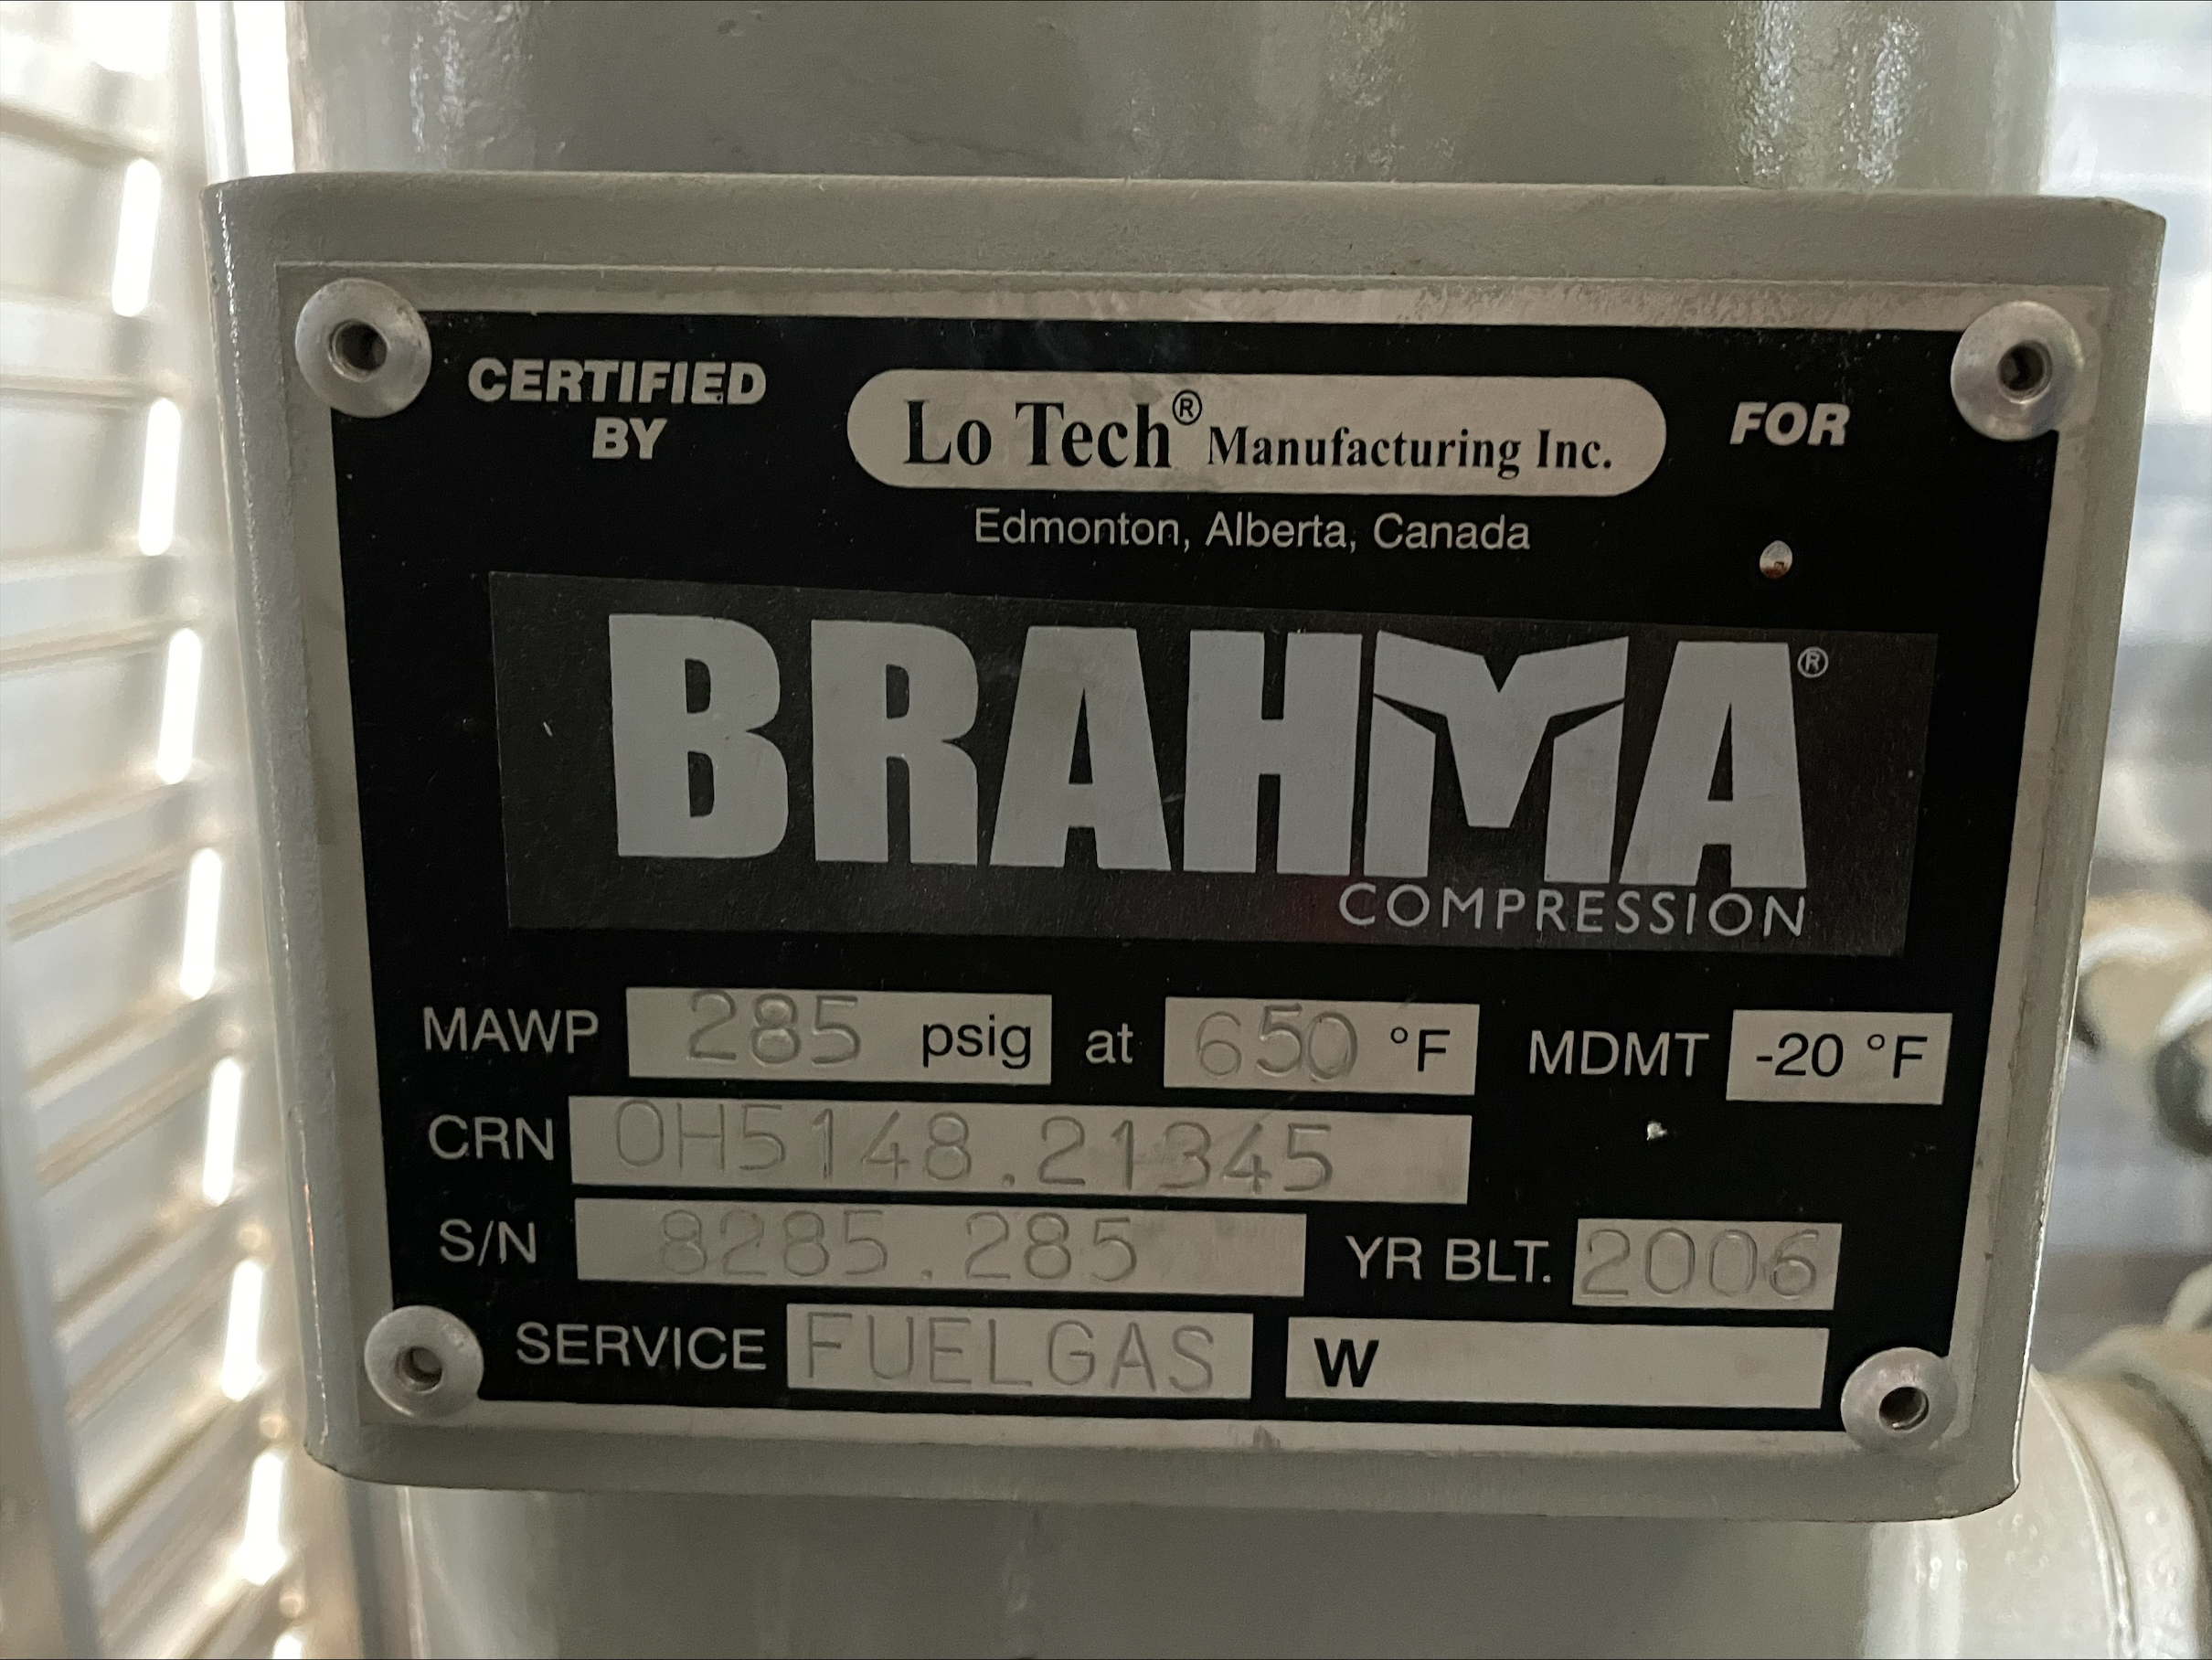 CERTIFIED BY Lo Tech® Manufacturing Inc. FOR
Edmonton, Alberta, Canada
BRAHMA®
COMPRESSION
MAWP 285 psig at 650 °F MDMT -20 °F
CRN 0H5148.21345
S/N 8285.285 YR BLT. 2006
SERVICE FUELGAS W